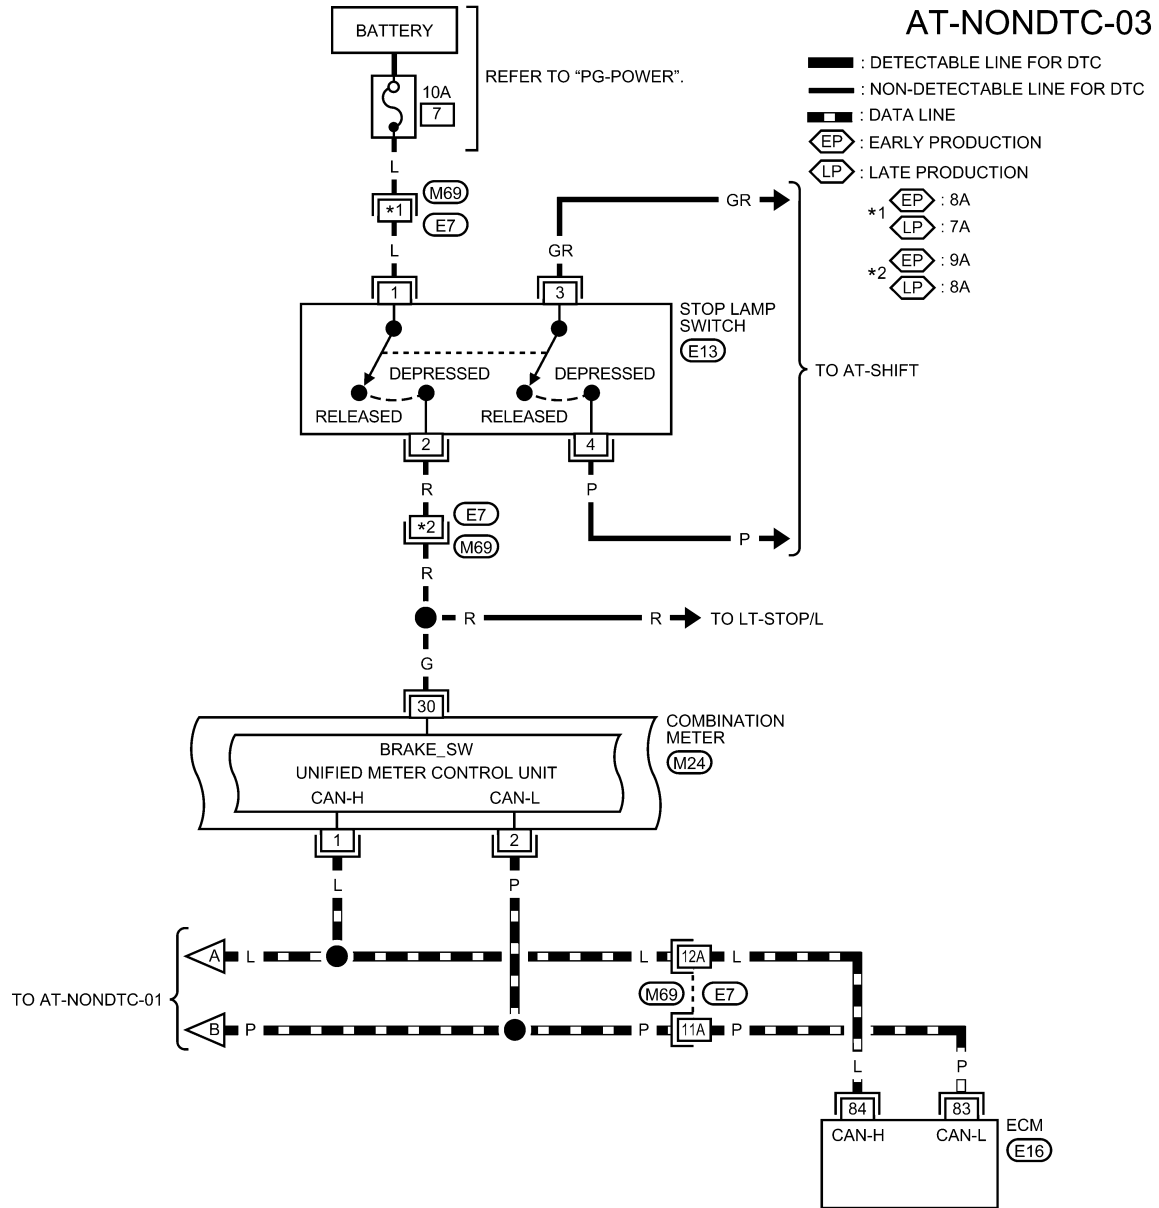 AT-NONDTC-03
BATTERY
REFER TO “PG-POWER”.
10A
7
: DETECTABLE LINE FOR DTC
: NON-DETECTABLE LINE FOR DTC
: DATA LINE
EP : EARLY PRODUCTION
LP : LATE PRODUCTION
*1 EP : 8A
LP : 7A
*2 EP : 9A
LP : 8A
L
*1
M69
E7
L
GR
GR
1
3
STOP LAMP
SWITCH
E13
DEPRESSED
DEPRESSED
RELEASED
RELEASED
TO AT-SHIFT
2
4
R
P
*2
E7
M69
P
R
R
R
TO LT-STOP/L
G
30
COMBINATION
METER
M24
BRAKE_SW
UNIFIED METER CONTROL UNIT
CAN-H
CAN-L
1
2
L
P
A
L
L
12A
L
TO AT-NONDTC-01
M69
E7
B
P
P
11A
P
L
P
84
83
CAN-H
CAN-L
ECM
E16